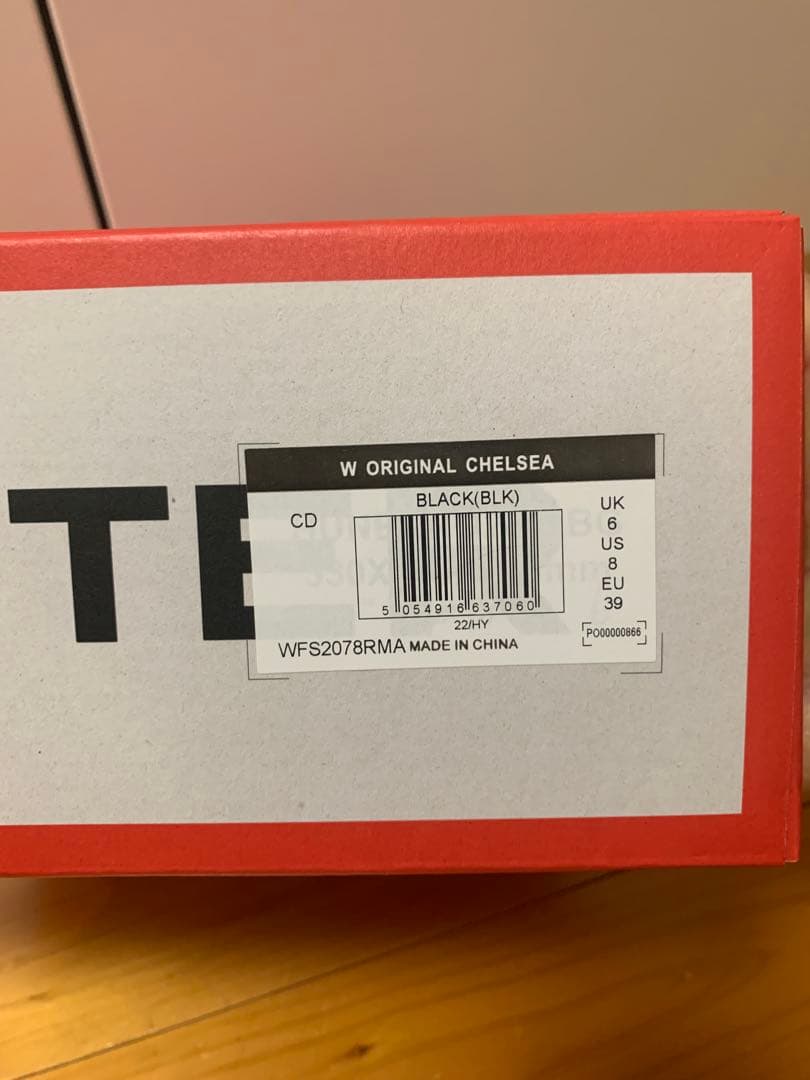 TE
W ORIGINAL CHELSEA
BLACK(BLK)
CD
UK
6
US
8
EU
39
5 054916 637060
22/HY
WFS2078RMA MADE IN CHINA
PO00000866